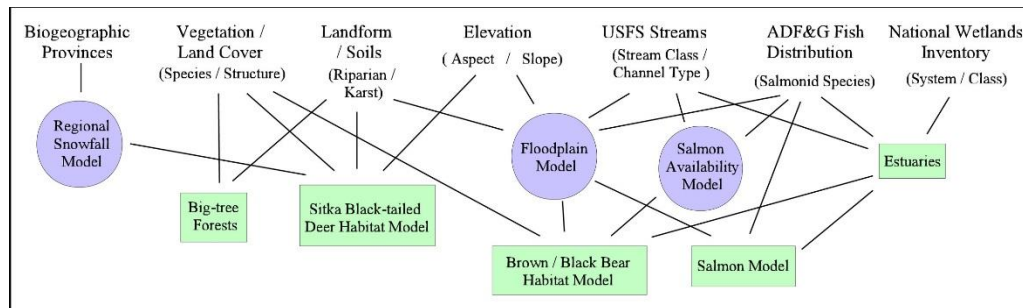 Biogeographic
Provinces
Vegetation /
Land Cover
(Species / Structure)
Landform
/ Soils
(Riparian /
Karst)
Elevation
( Aspect / Slope)
USFS Streams
(Stream Class /
Channel Type )
ADF&G Fish
Distribution
(Salmonid Species)
National Wetlands
Inventory
(System / Class)
Regional
Snowfall
Model
Floodplain
Model
Salmon
Availability
Model
Estuaries
Big-tree
Forests
Sitka Black-tailed
Deer Habitat Model
Brown / Black Bear
Habitat Model
Salmon Model